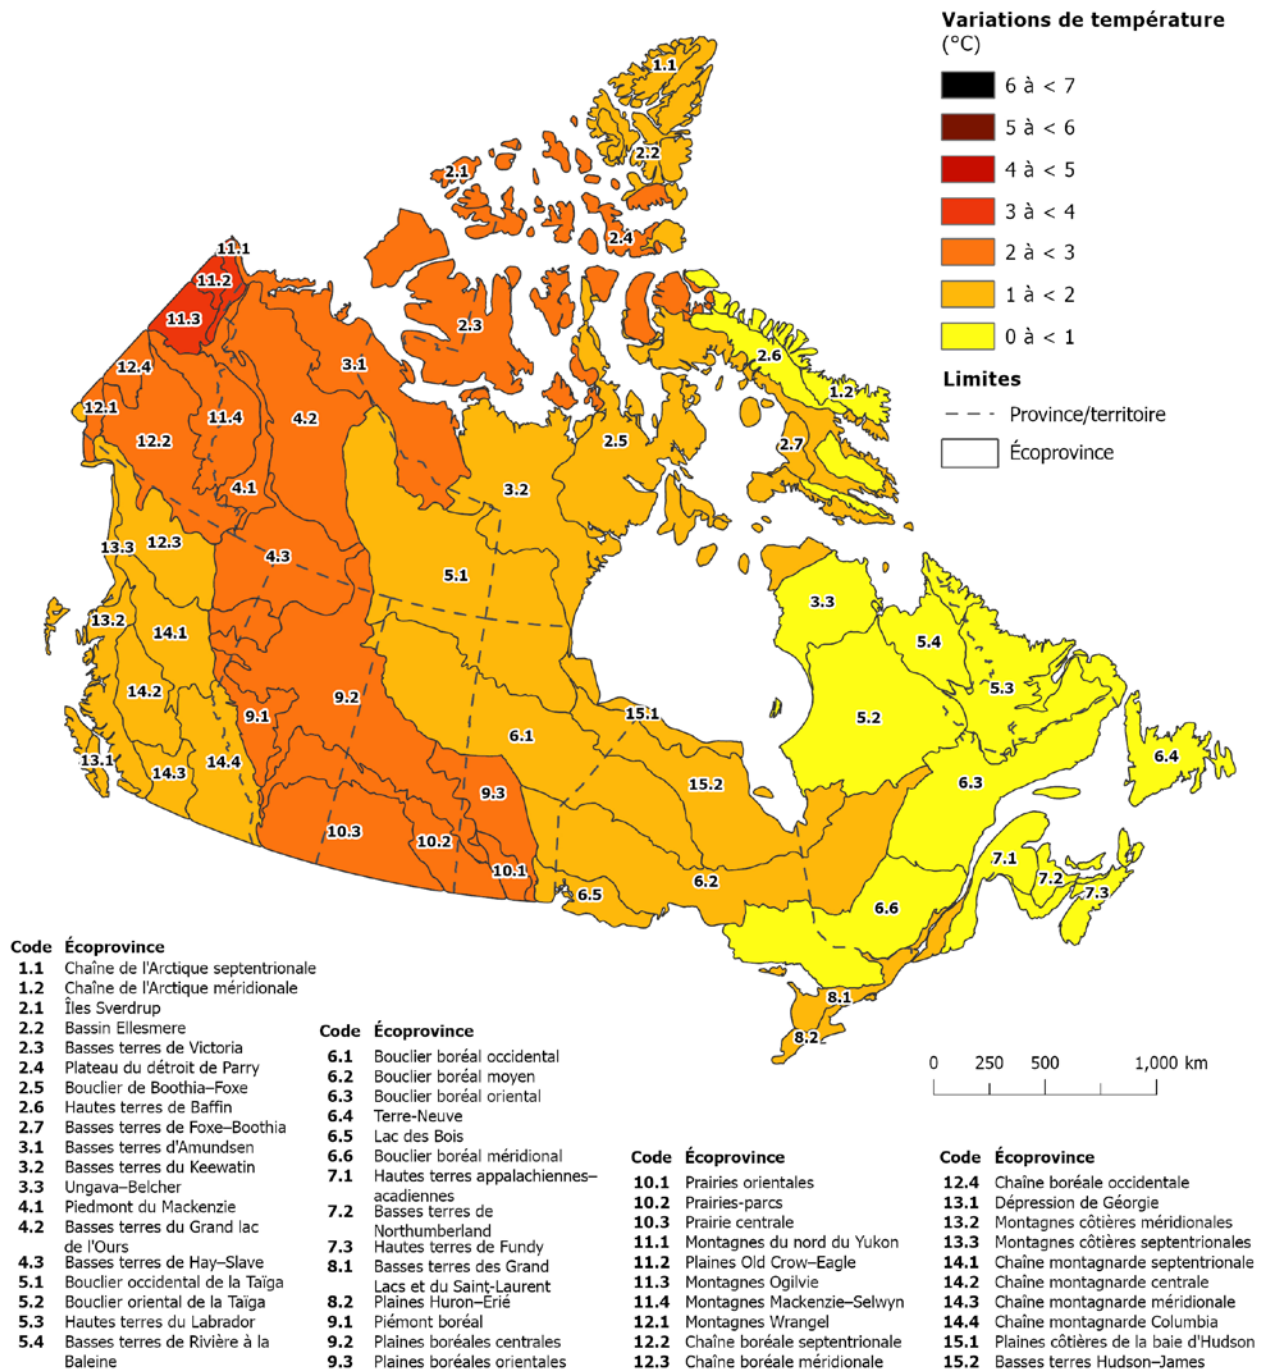 Variations de température
(°C)
6 à < 7
5 à < 6
4 à < 5
3 à < 4
2 à < 3
1 à < 2
0 à < 1
Limites
Province/territoire
Écoprovince
1.1
2.2
2.1
2.4
11.1
11.2
11.3
2.3
2.6
3.1
12.4
1.2
12.1
11.4
4.2
12.2
2.5
2.7
4.1
3.2
13.3
12.3
4.3
5.1
3.3
13.2
14.1
5.4
14.2
9.2
5.3
9.1
15.1
5.2
6.1
13.1
14.3
14.4
6.4
9.3
15.2
6.3
10.3
10.2
7.1
10.1
7.2
6.5
6.2
7.3
6.6
8.1
8.2
0 250 500 1,000 km
Code Écoprovince
1.1 Chaîne de l'Arctique septentrionale
1.2 Chaîne de l'Arctique méridionale
2.1 Îles Sverdrup
2.2 Bassin Ellesmere
2.3 Basses terres de Victoria
2.4 Plateau du détroit de Parry
2.5 Bouclier de Boothia–Foxe
2.6 Hautes terres de Baffin
2.7 Basses terres de Foxe–Boothia
3.1 Basses terres d'Amundsen
3.2 Basses terres du Keewatin
3.3 Ungava–Belcher
4.1 Piedmont du Mackenzie
4.2 Basses terres du Grand lac
de l'Ours
4.3 Basses terres de Hay–Slave
5.1 Bouclier occidental de la Taïga
5.2 Bouclier oriental de la Taïga
5.3 Hautes terres du Labrador
5.4 Basses terres de Rivière à la
Baleine
Code Écoprovince
6.1 Bouclier boréal occidental
6.2 Bouclier boréal moyen
6.3 Bouclier boréal oriental
6.4 Terre-Neuve
6.5 Lac des Bois
6.6 Bouclier boréal méridional
7.1 Hautes terres appalachiennes–
acadiennes
7.2 Basses terres de
Northumberland
7.3 Hautes terres de Fundy
8.1 Basses terres des Grand
Lacs et du Saint-Laurent
8.2 Plaines Huron–Érié
9.1 Piémont boréal
9.2 Plaines boréales centrales
9.3 Plaines boréales orientales
Code Écoprovince
10.1 Prairies orientales
10.2 Prairies-parcs
10.3 Prairie centrale
11.1 Montagnes du nord du Yukon
11.2 Plaines Old Crow–Eagle
11.3 Montagnes Ogilvie
11.4 Montagnes Mackenzie–Selwyn
12.1 Montagnes Wrangel
12.2 Chaîne boréale septentrionale
12.3 Chaîne boréale méridionale
Code Écoprovince
12.4 Chaîne boréale occidentale
13.1 Dépression de Géorgie
13.2 Montagnes côtières méridionales
13.3 Montagnes côtières septentrionales
14.1 Chaîne montagnarde septentrionale
14.2 Chaîne montagnarde centrale
14.3 Chaîne montagnarde méridionale
14.4 Chaîne montagnarde Columbia
15.1 Plaines côtières de la baie d'Hudson
15.2 Basses terres Hudson–James